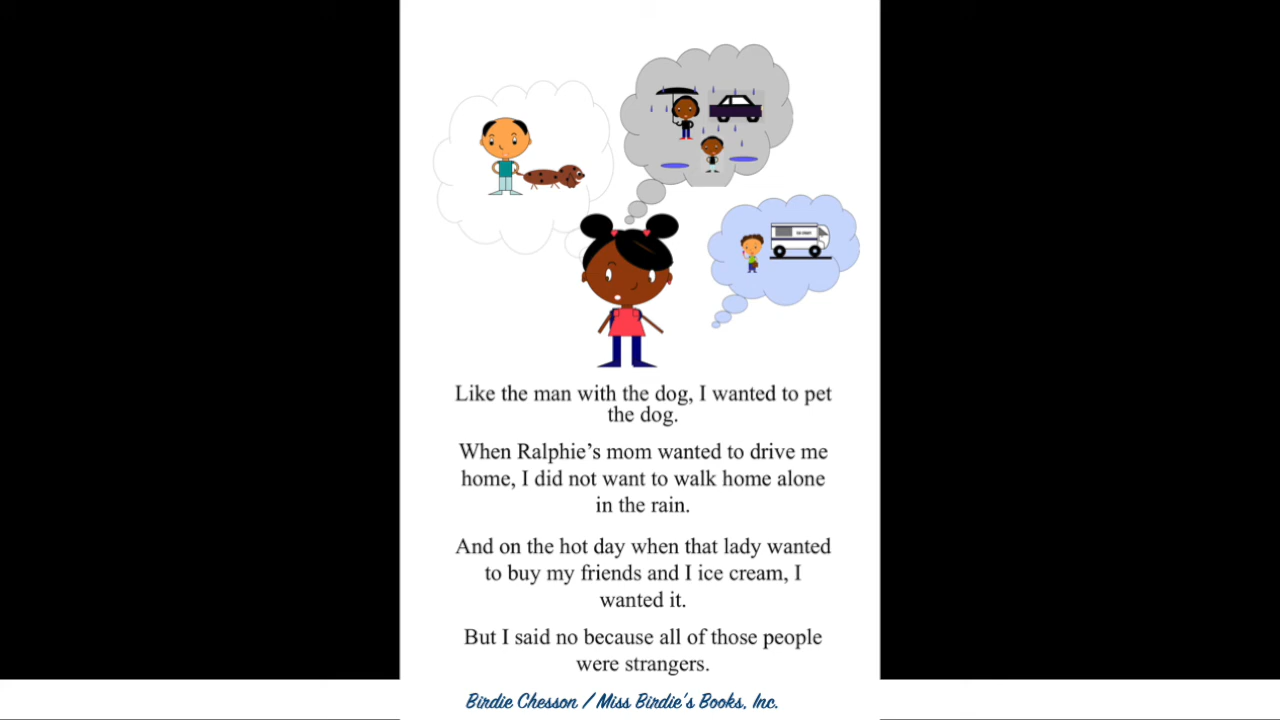 Like the man with the dog, I wanted to pet
the dog.
When Ralphie's mom wanted to drive me
home, I did not want to walk home alone
in the rain.
And on the hot day when that lady wanted
to buy my friends and I ice cream, I
wanted it.
But I said no because all of those people
were strangers.
Birdie Chesson / Miss Birdie's Books, Inc.